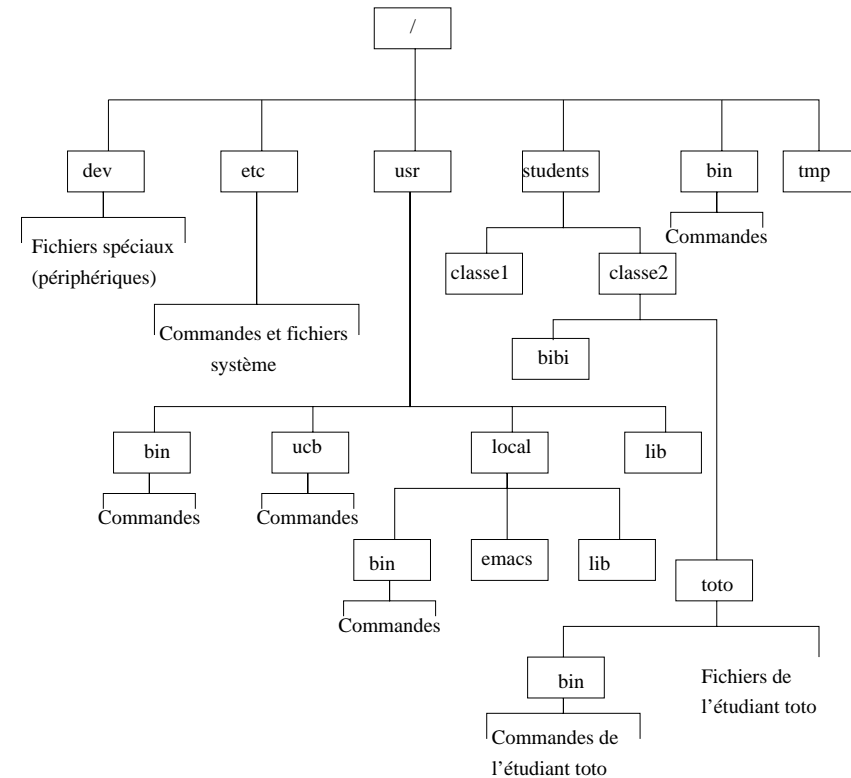 /
dev
etc
usr
students
bin
tmp
Fichiers spéciaux
(périphériques)
Commandes
classe1
classe2
Commandes et fichiers
système
bibi
bin
ucb
local
lib
Commandes
Commandes
bin
emacs
lib
toto
Commandes
bin
Fichiers de
l’étudiant toto
Commandes de
l’étudiant toto